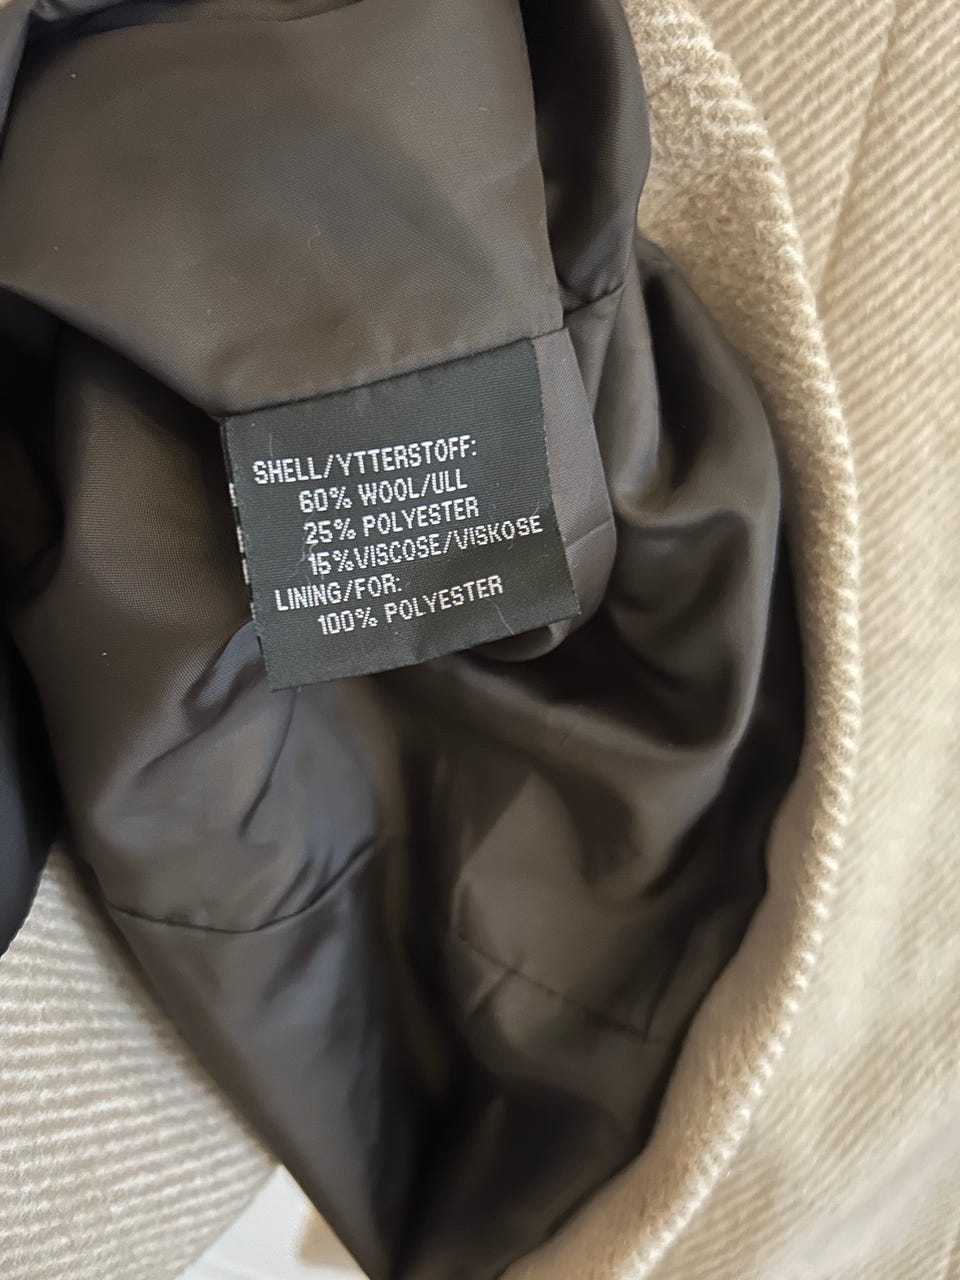 SHELL/YTTERSTOFF:
60% WOOL/ULL
25% POLYESTER
15%VISCOSE/VISKOSE
LINING/FOR:
100% POLYESTER